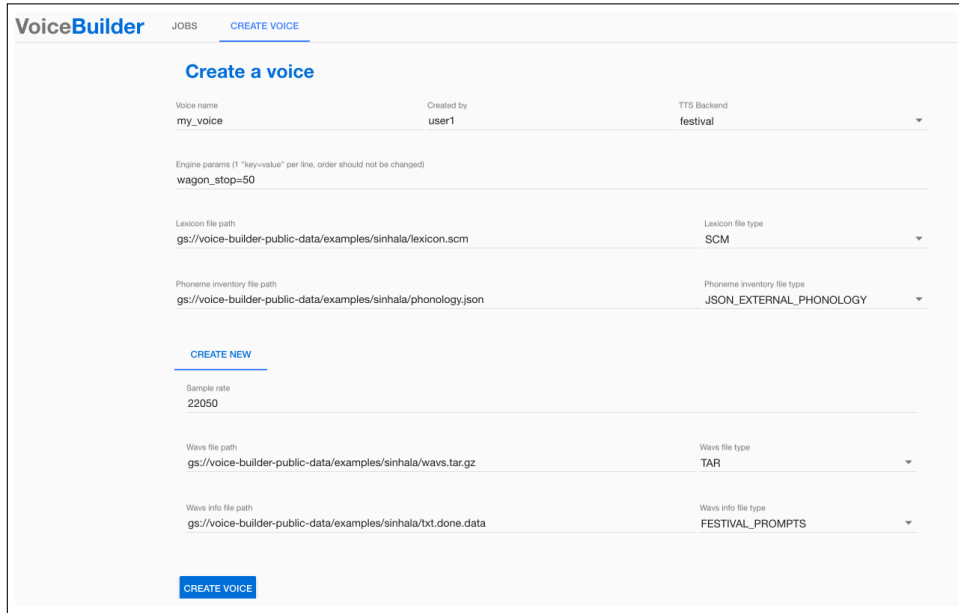 VoiceBuilder JOBS CREATE VOICE
Create a voice
Voice name Created by TTS Backend
my_voice user1 festival
Engine params (1 "key=value" per line, order should not be changed)
wagon_stop=50
Lexicon file path Lexicon file type
gs://voice-builder-public-data/examples/sinhala/lexicon.scm SCM
Phoneme inventory file path Phoneme inventory file type
gs://voice-builder-public-data/examples/sinhala/phonology.json JSON_EXTERNAL_PHONOLOGY
CREATE NEW
Sample rate
22050
Wavs file path Wavs file type
gs://voice-builder-public-data/examples/sinhala/wavs.tar.gz TAR
Wavs info file path Wavs info file type
gs://voice-builder-public-data/examples/sinhala/txt.done.data FESTIVAL_PROMPTS
CREATE VOICE